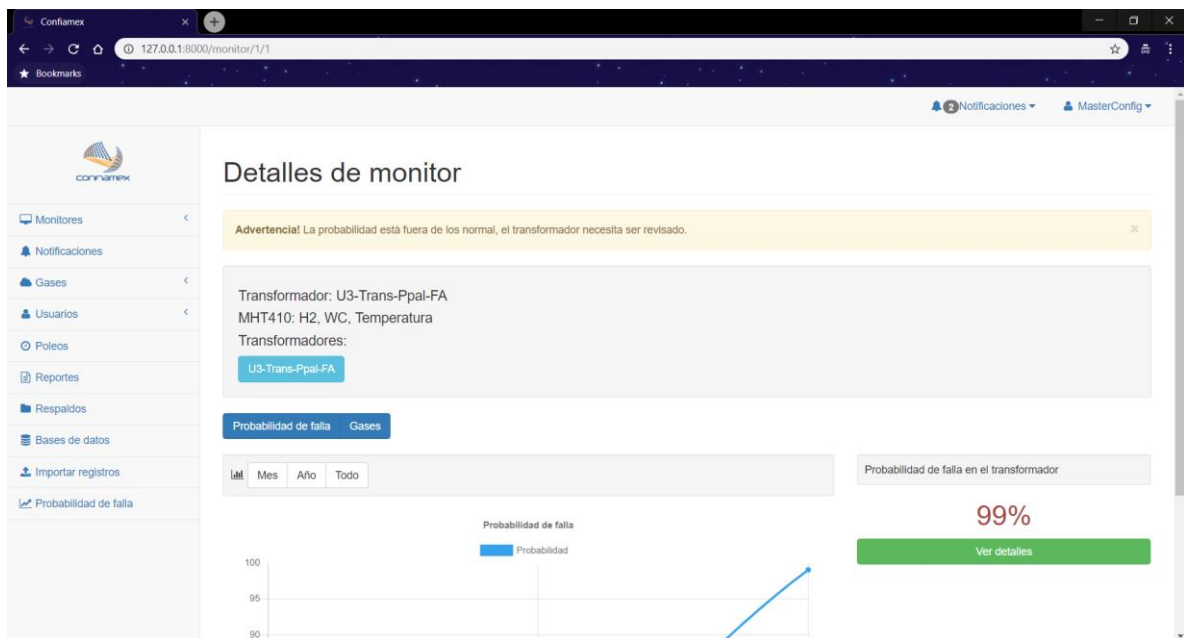 Confiamex
127.0.0.1:8000/monitor/1/1
Bookmarks
2 Notificaciones
MasterConfig
confiamex
Monitores
Notificaciones
Gases
Usuarios
Poleos
Reportes
Respaldos
Bases de datos
Importar registros
Probabilidad de falla
Detalles de monitor
Advertencia! La probabilidad está fuera de los normal, el transformador necesita ser revisado.
Transformador: U3-Trans-Ppal-FA
MHT410: H2, WC, Temperatura
Transformadores:
U3-Trans-Ppal-FA
Probabilidad de falla Gases
Mes Año Todo
Probabilidad de falla
Probabilidad
100
95
90
Probabilidad de falla en el transformador
99%
Ver detalles